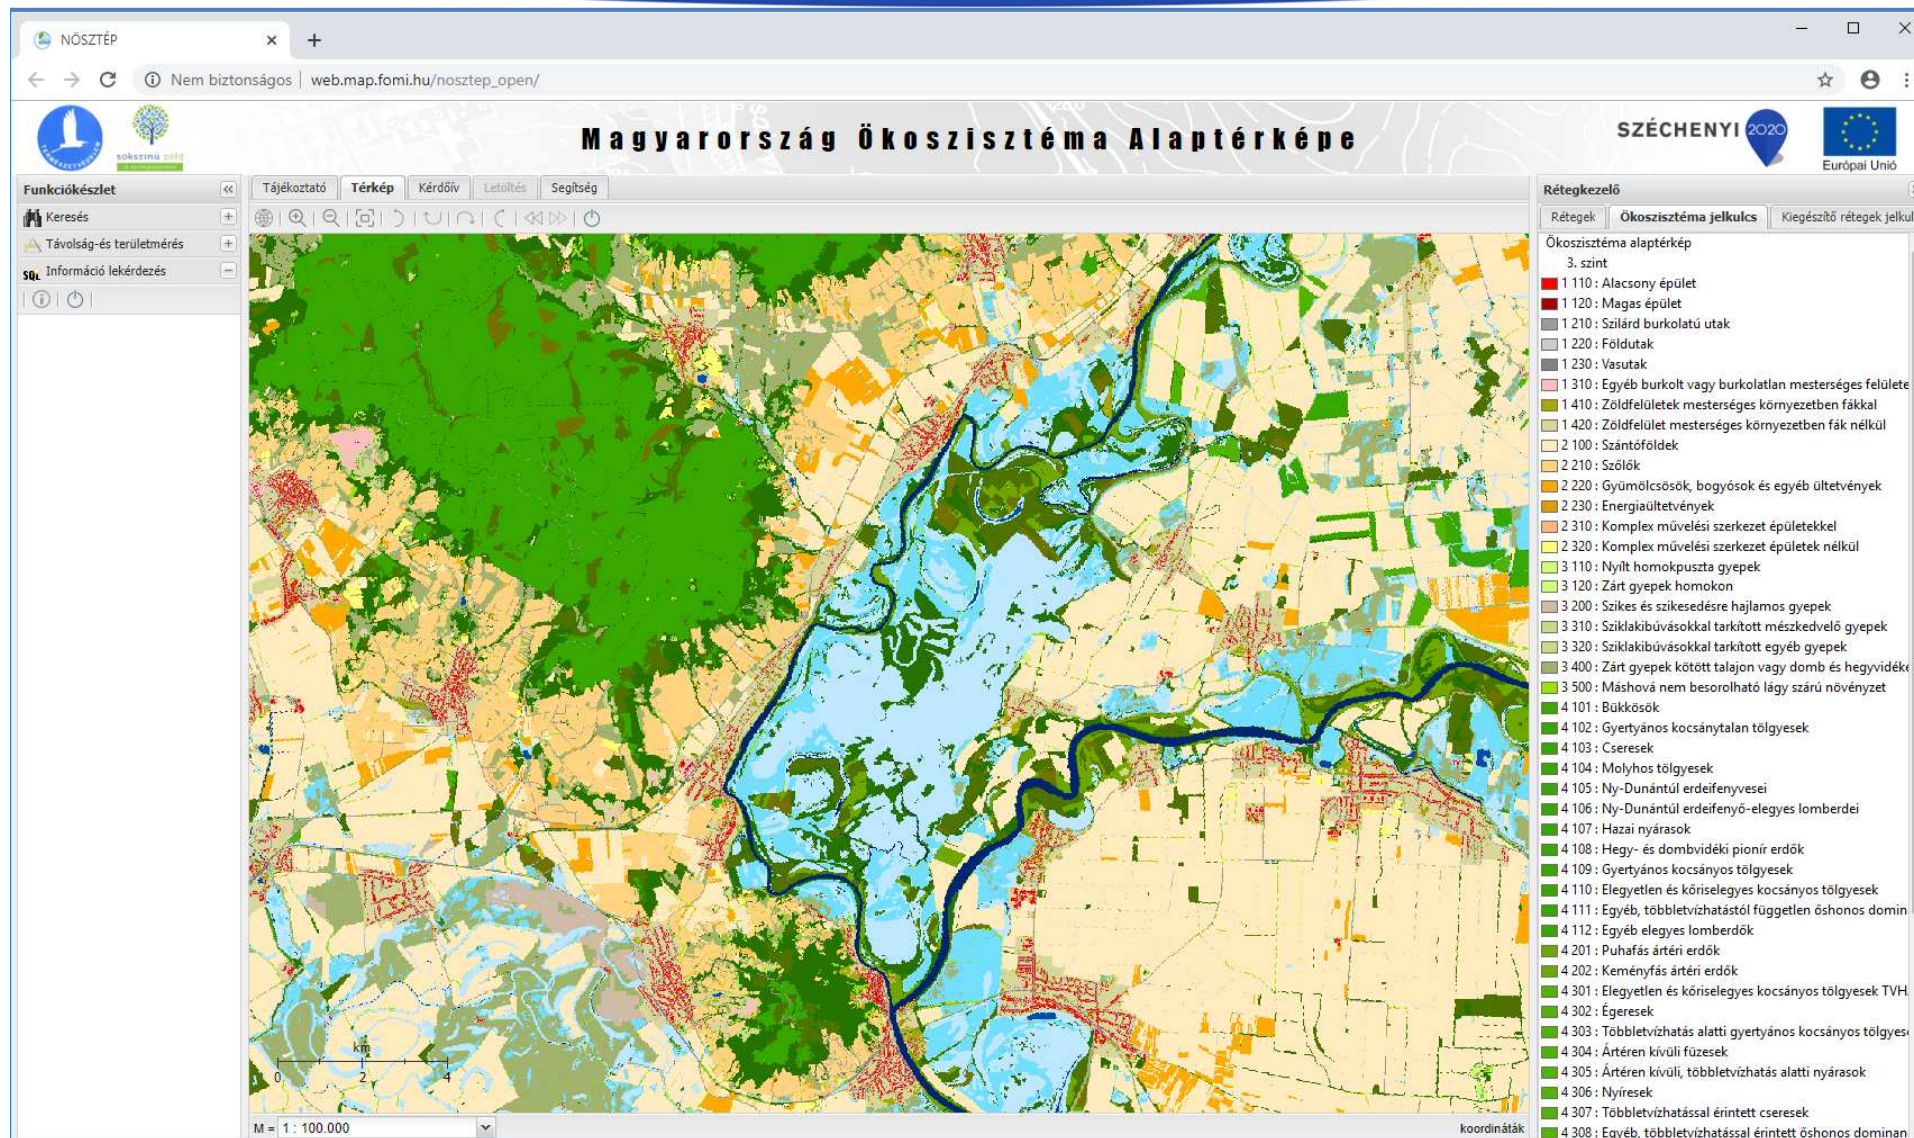 NÖSZTÉP
Nem biztonságos
web.map.fomi.hu/nosztep_open/
TERMÉSZETVÉDELEM
sokszínű zöld
Magyarország Ökoszisztéma Alaptérképe
SZÉCHENYI 2020
Európai Unió
Funkciókészlet
Keresés
Távolság-és területmérés
SQL Információ lekérdezés
Tájékoztató
Térkép
Kérdőív
Letöltés
Segítség
km
0 2 4
M = 1 : 100.000
koordináták
Rétegkezelő
Rétegek
Ökoszisztéma jelkulcs
Kiegészítő rétegek jelkul
Ökoszisztéma alaptérkép
3. szint
1 110 : Alacsony épület
1 120 : Magas épület
1 210 : Szilárd burkolatú utak
1 220 : Földutak
1 230 : Vasutak
1 310 : Egyéb burkolt vagy burkolatlan mesterséges felülete
1 410 : Zöldfelületek mesterséges környezetben fákkal
1 420 : Zöldfelület mesterséges környezetben fák nélkül
2 100 : Szántóföldek
2 210 : Szőlők
2 220 : Gyümölcsösök, bogyósok és egyéb ültetvények
2 230 : Energiaültetvények
2 310 : Komplex művelési szerkezet épületekkel
2 320 : Komplex művelési szerkezet épületek nélkül
3 110 : Nyílt homokpuszta gyepek
3 120 : Zárt gyepek homokon
3 200 : Szikes és szikesedésre hajlamos gyepek
3 310 : Sziklakibúvásokkal tarkított mészkedvelő gyepek
3 320 : Sziklakibúvásokkal tarkított egyéb gyepek
3 400 : Zárt gyepek kötött talajon vagy domb és hegyvidéke
3 500 : Máshová nem besorolható lágy szárú növényzet
4 101 : Bükkösök
4 102 : Gyertyános kocsánytalan tölgyesek
4 103 : Cseresek
4 104 : Molyhos tölgyesek
4 105 : Ny-Dunántúl erdeifenyvesei
4 106 : Ny-Dunántúl erdeifenyő-elegyes lomberdei
4 107 : Hazai nyárasok
4 108 : Hegy- és dombvidéki pionír erdők
4 109 : Gyertyános kocsányos tölgyesek
4 110 : Elegyetlen és kőriselegyes kocsányos tölgyesek
4 111 : Egyéb, többletvízhatástól független őshonos domin
4 112 : Egyéb elegyes lomberdők
4 201 : Puhafás ártéri erdők
4 202 : Keményfás ártéri erdők
4 301 : Elegyetlen és kőriselegyes kocsányos tölgyesek TVH
4 302 : Égeresek
4 303 : Többletvízhatás alatti gyertyános kocsányos tölgyes
4 304 : Ártéren kívüli füzesek
4 305 : Ártéren kívüli, többletvízhatás alatti nyárasok
4 306 : Nyíresek
4 307 : Többletvízhatással érintett cseresek
4 308 : Egyéb, többletvízhatással érintett őshonos dominan